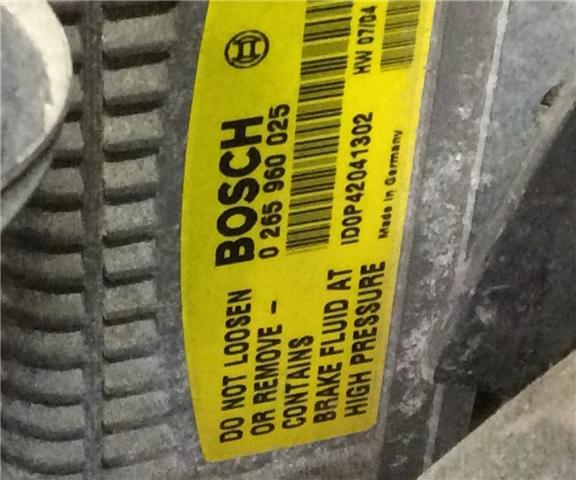 BOSCH
0 265 960 025
ID0P42041302
HW 07/04
Made in Germany
DO NOT LOOSEN
OR REMOVE -
CONTAINS
BRAKE FLUID AT
HIGH PRESSURE